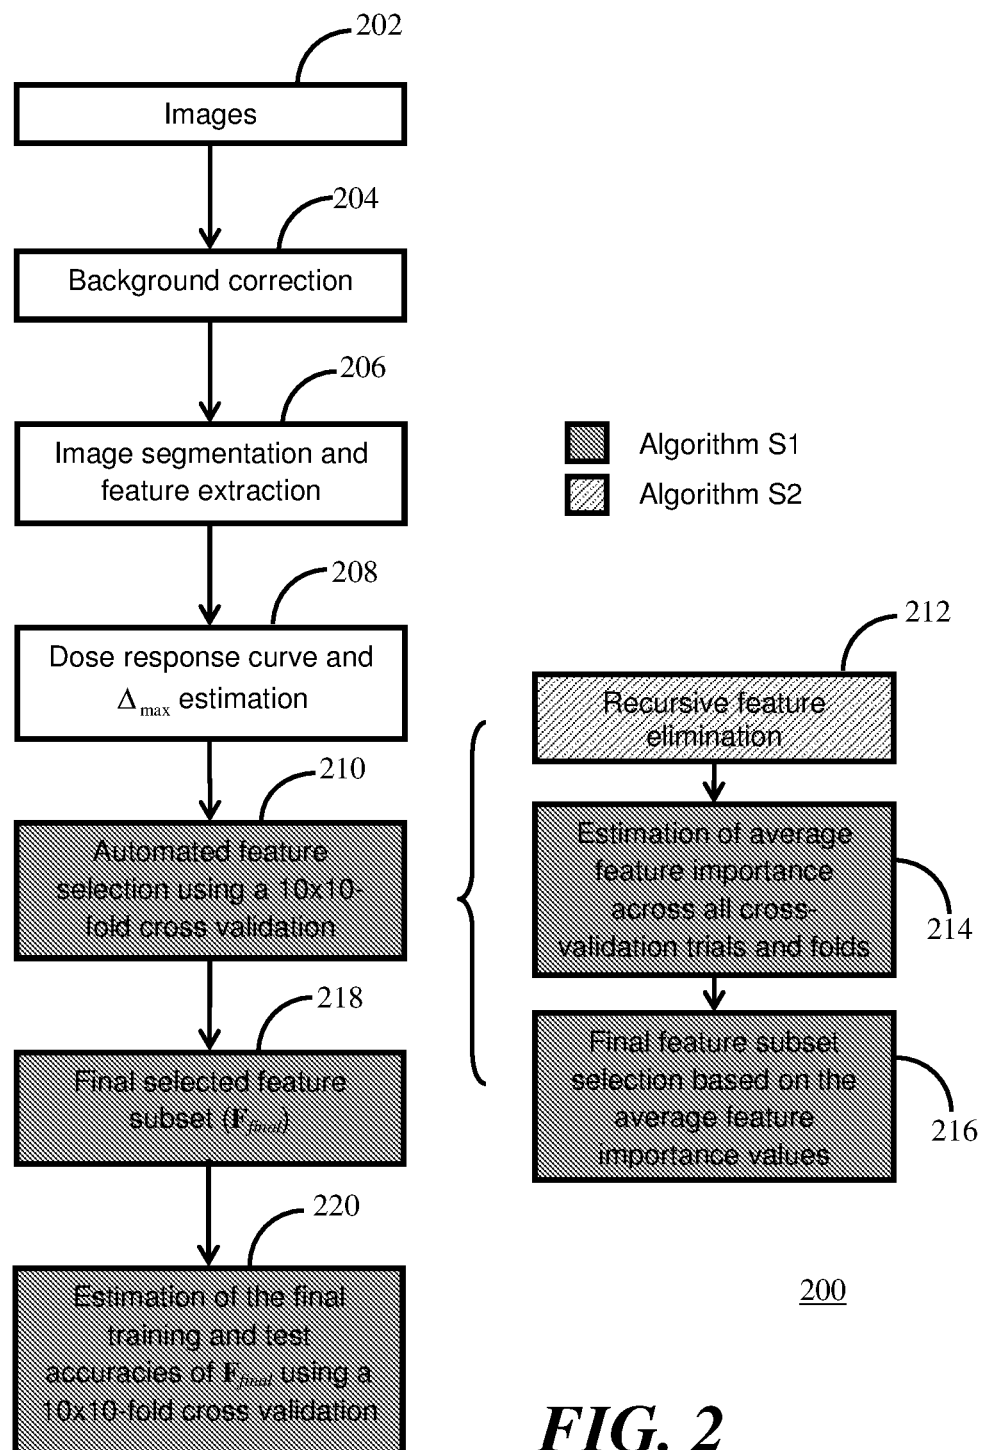 202
Images
204
Background correction
206
Image segmentation and
feature extraction
Algorithm S1
Algorithm S2
208
Dose response curve and
Δmax estimation
210
Automated feature
selection using a 10x10-
fold cross validation
212
Recursive feature
elimination
Estimation of average
feature importance
across all cross-
validation trials and folds
214
218
Final selected feature
subset (Ffinal)
Final feature subset
selection based on the
average feature
importance values
216
220
Estimation of the final
training and test
accuracies of Ffinal using a
10x10-fold cross validation
200
FIG. 2